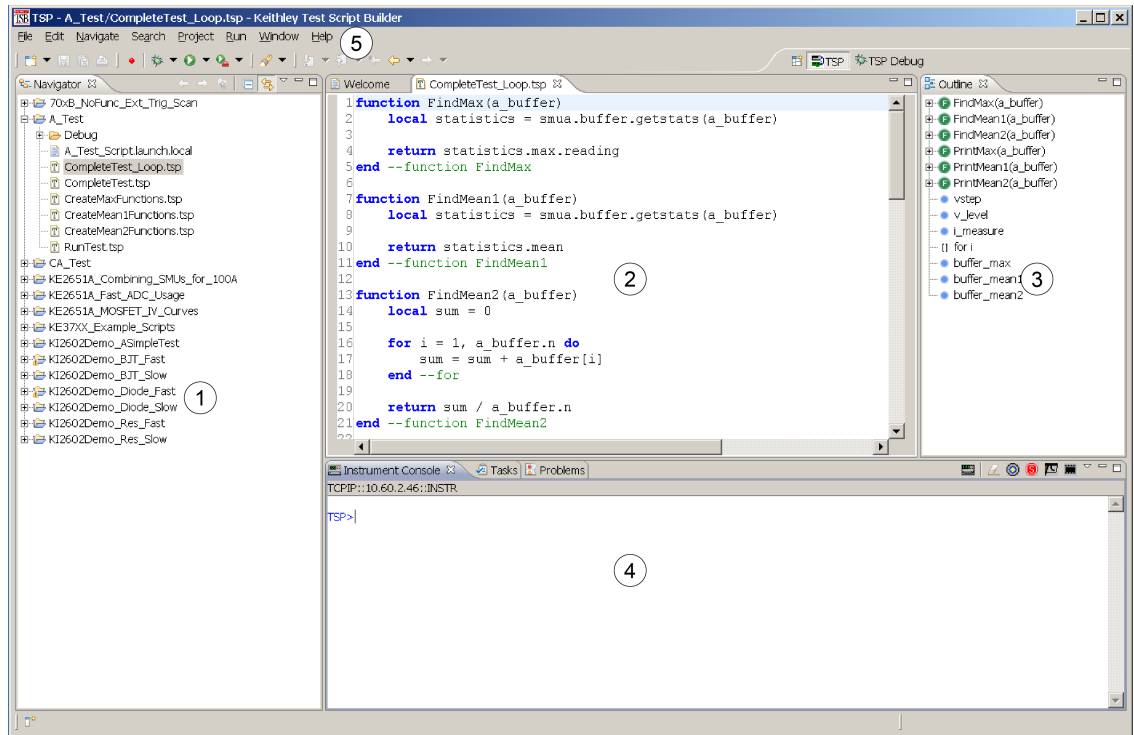 TSP - A_Test/CompleteTest_Loop.tsp - Keithley Test Script Builder
File Edit Navigate Search Project Run Window Help
5
TSP TSP Debug
Navigator
70xB_NoFunc_Ext_Trig_Scan
A_Test
Debug
A_Test_Script.launch.local
CompleteTest_Loop.tsp
CompleteTest.tsp
CreateMaxFunctions.tsp
CreateMean1Functions.tsp
CreateMean2Functions.tsp
RunTest.tsp
CA_Test
KE2651A_Combining_SMUs_for_100A
KE2651A_Fast_ADC_Usage
KE2651A_MOSFET_IV_Curves
KE37XX_Example_Scripts
KI2602Demo_ASimpleTest
KI2602Demo_BJT_Fast
KI2602Demo_BJT_Slow
KI2602Demo_Diode_Fast
KI2602Demo_Diode_Slow
KI2602Demo_Res_Fast
KI2602Demo_Res_Slow
1
Welcome CompleteTest_Loop.tsp
1 function FindMax(a_buffer)
2 local statistics = smua.buffer.getstats(a_buffer)
3
4 return statistics.max.reading
5 end --function FindMax
6
7 function FindMean1(a_buffer)
8 local statistics = smua.buffer.getstats(a_buffer)
9
10 return statistics.mean
11 end --function FindMean1
12
13 function FindMean2(a_buffer)
14 local sum = 0
15
16 for i = 1, a_buffer.n do
17 sum = sum + a_buffer[i]
18 end --for
19
20 return sum / a_buffer.n
21 end --function FindMean2
22
2
Outline
FindMax(a_buffer)
FindMean1(a_buffer)
FindMean2(a_buffer)
PrintMax(a_buffer)
PrintMean1(a_buffer)
PrintMean2(a_buffer)
vstep
v_level
i_measure
for i
buffer_max
buffer_mean1
buffer_mean2
3
Instrument Console Tasks Problems
TCPIP::10.60.2.46::INSTR
TSP>
4